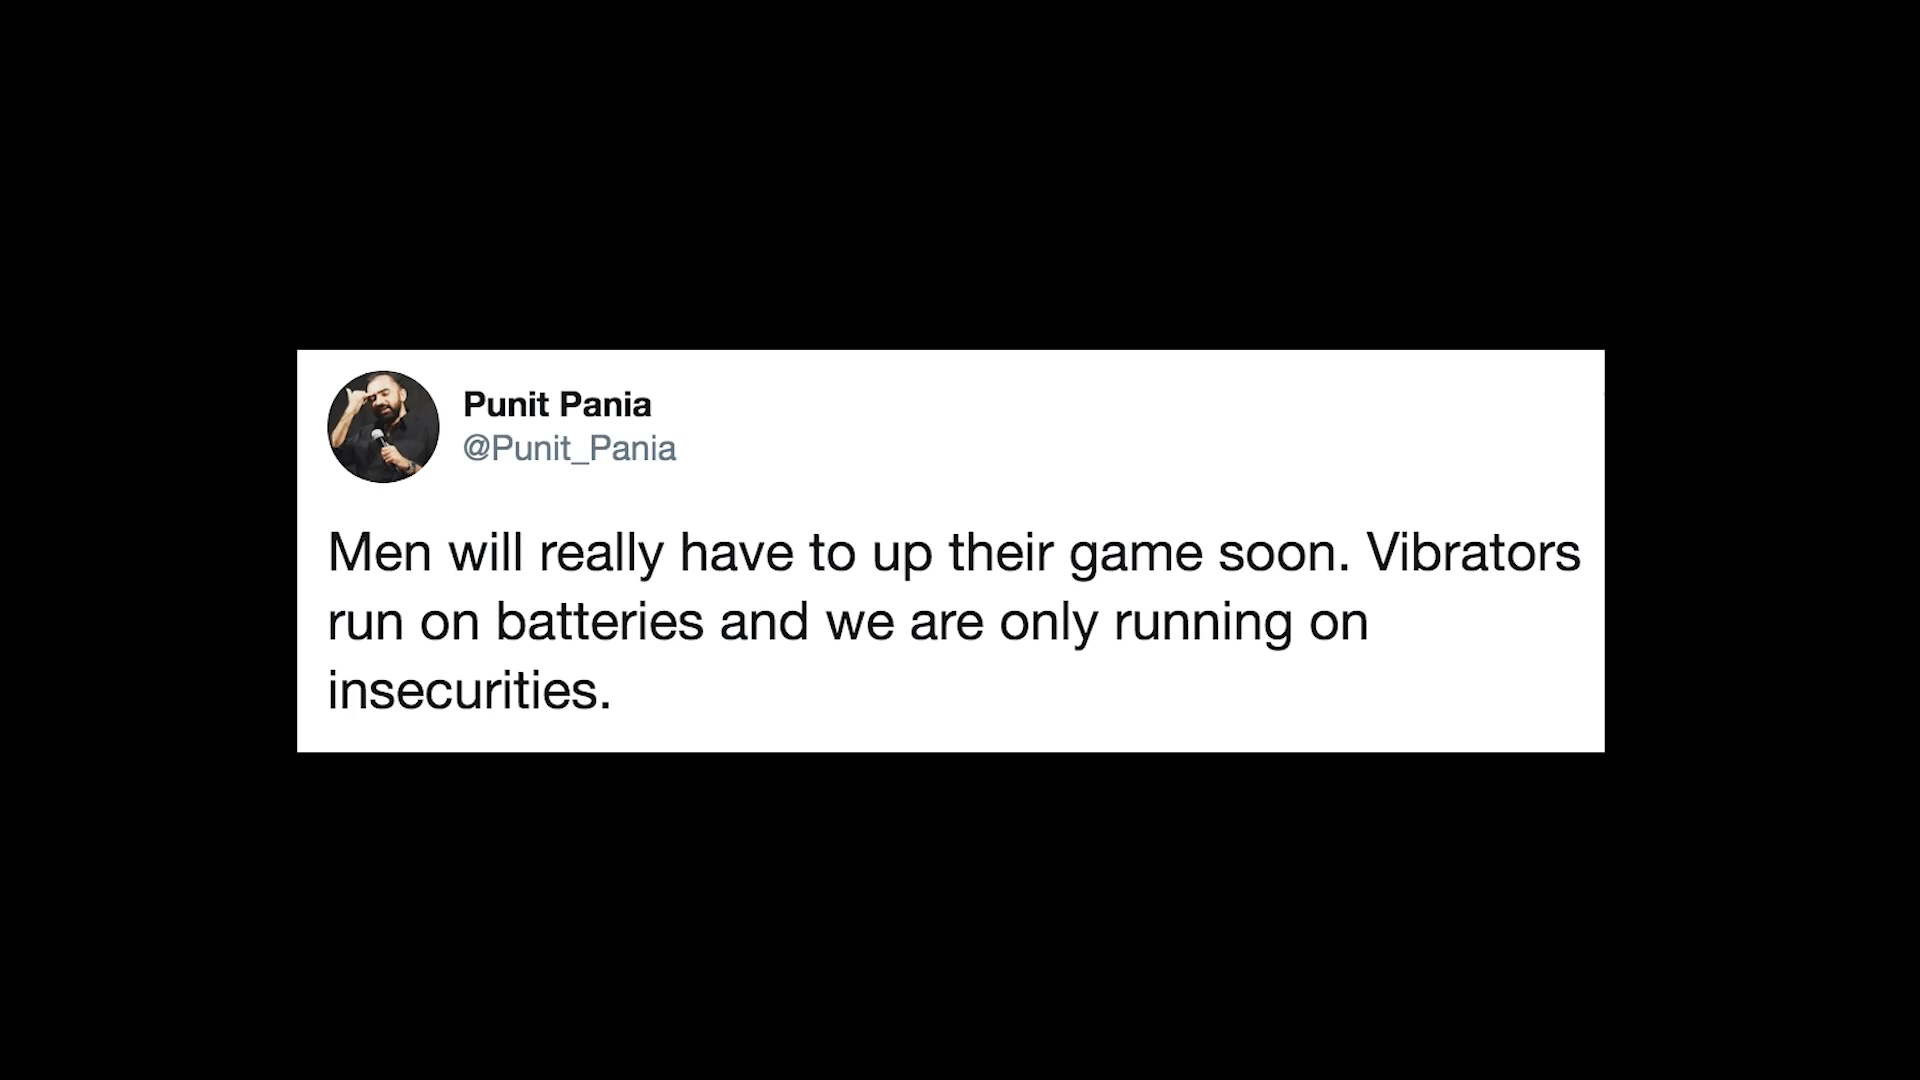 Punit Pania
@Punit_Pania
Men will really have to up their game soon. Vibrators
run on batteries and we are only running on
insecurities.